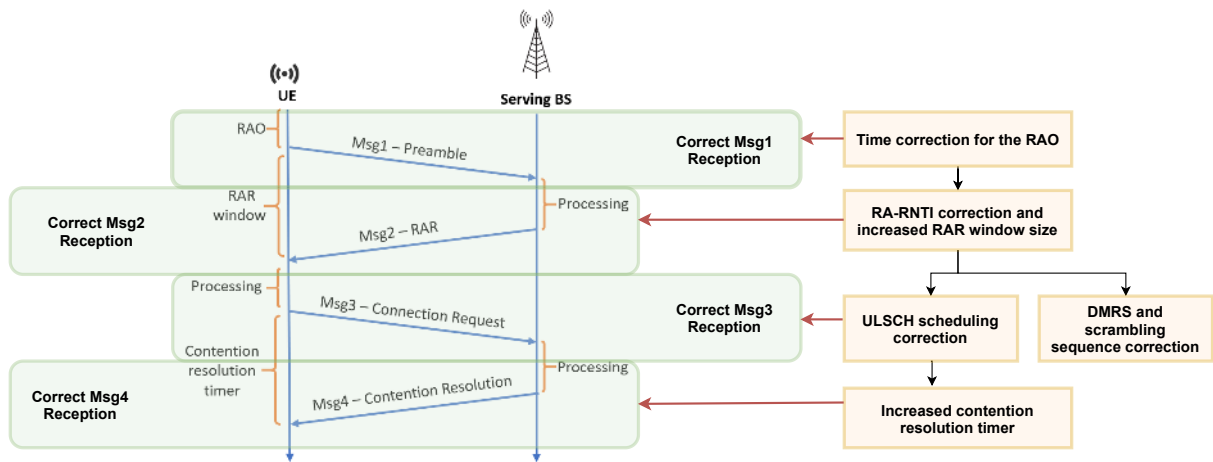 UE
Serving BS
RAO
Msg1 – Preamble
Correct Msg1
Reception
Time correction for the RAO
RAR
window
Processing
Correct Msg2
Reception
Msg2 – RAR
RA-RNTI correction and
increased RAR window size
Processing
Msg3 – Connection Request
Correct Msg3
Reception
ULSCH scheduling
correction
DMRS and
scrambling
sequence correction
Contention
resolution
timer
Processing
Correct Msg4
Reception
Msg4 – Contention Resolution
Increased contention
resolution timer